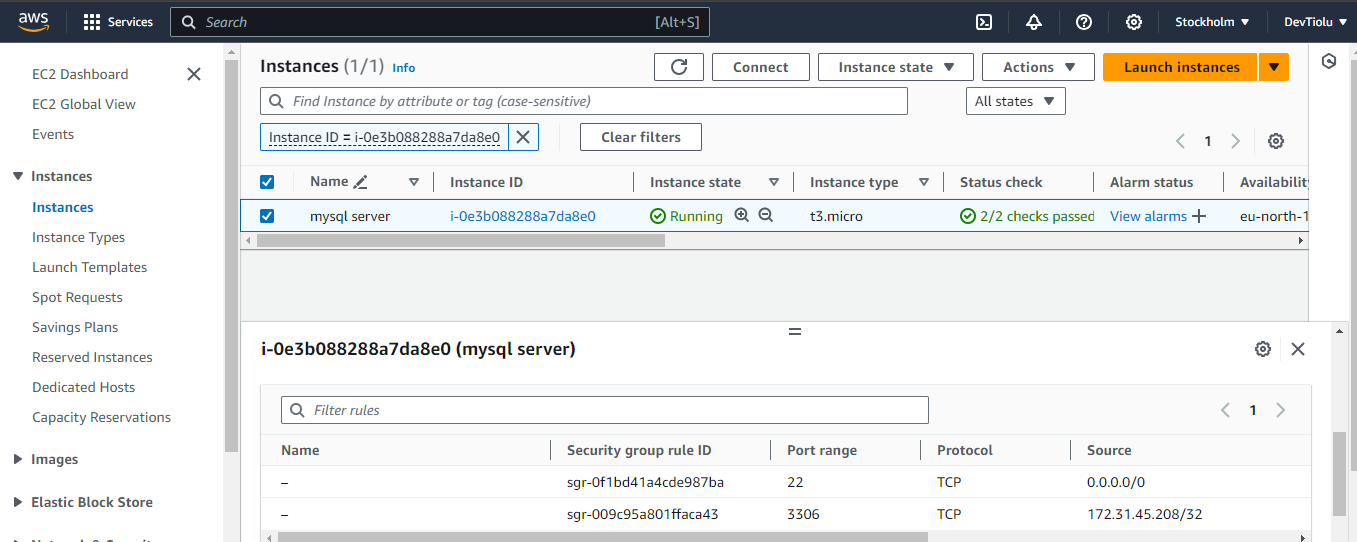 aws Services Search [Alt+S] Stockholm DevTiolu
EC2 Dashboard
EC2 Global View
Events
Instances
Instances
Instance Types
Launch Templates
Spot Requests
Savings Plans
Reserved Instances
Dedicated Hosts
Capacity Reservations
Images
Elastic Block Store
Instances (1/1) Info Connect Instance state Actions Launch instances
Find Instance by attribute or tag (case-sensitive) All states
Instance ID = i-0e3b088288a7da8e0 Clear filters 1
Name Instance ID Instance state Instance type Status check Alarm status Availability
mysql server i-0e3b088288a7da8e0 Running t3.micro 2/2 checks passed View alarms + eu-north-1
i-0e3b088288a7da8e0 (mysql server)
Filter rules 1
Name Security group rule ID Port range Protocol Source
– sgr-0f1bd41a4cde987ba 22 TCP 0.0.0.0/0
– sgr-009c95a801ffaca43 3306 TCP 172.31.45.208/32